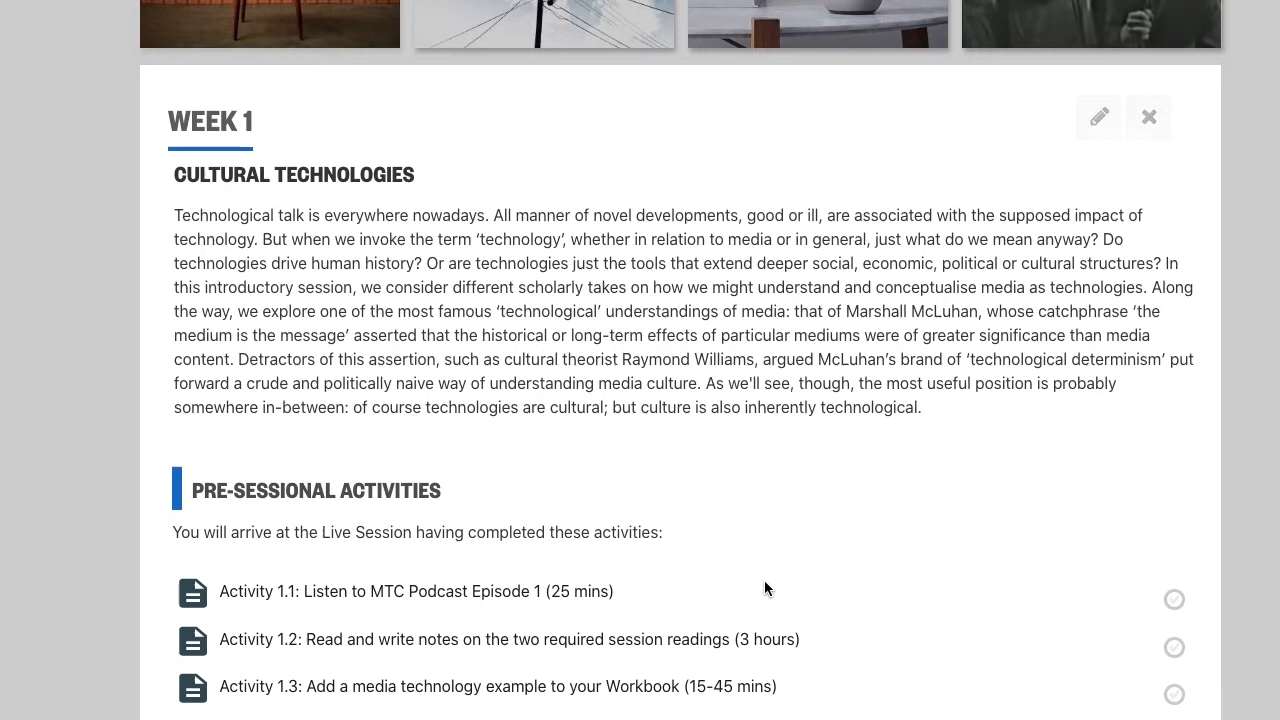 WEEK 1
CULTURAL TECHNOLOGIES
Technological talk is everywhere nowadays. All manner of novel developments, good or ill, are associated with the supposed impact of
technology. But when we invoke the term ‘technology’, whether in relation to media or in general, just what do we mean anyway? Do
technologies drive human history? Or are technologies just the tools that extend deeper social, economic, political or cultural structures? In
this introductory session, we consider different scholarly takes on how we might understand and conceptualise media as technologies. Along
the way, we explore one of the most famous ‘technological’ understandings of media: that of Marshall McLuhan, whose catchphrase ‘the
medium is the message’ asserted that the historical or long-term effects of particular mediums were of greater significance than media
content. Detractors of this assertion, such as cultural theorist Raymond Williams, argued McLuhan’s brand of ‘technological determinism’ put
forward a crude and politically naive way of understanding media culture. As we'll see, though, the most useful position is probably
somewhere in-between: of course technologies are cultural; but culture is also inherently technological.
PRE-SESSIONAL ACTIVITIES
You will arrive at the Live Session having completed these activities:
Activity 1.1: Listen to MTC Podcast Episode 1 (25 mins)
Activity 1.2: Read and write notes on the two required session readings (3 hours)
Activity 1.3: Add a media technology example to your Workbook (15-45 mins)